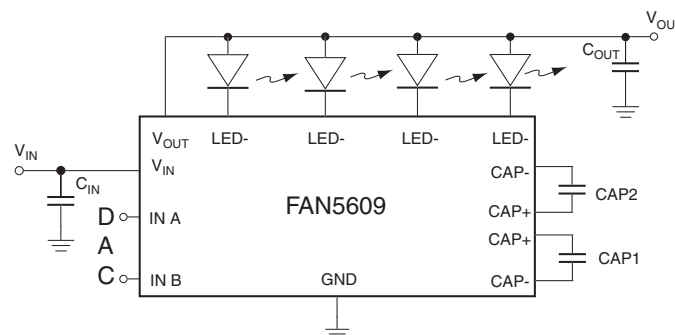 V_OU
C_OUT
V_OUT LED- LED- LED- LED-
V_IN
V_IN
C_IN
CAP-
CAP2
FAN5609
CAP+
D IN A
CAP+
A
CAP1
C IN B
GND
CAP-